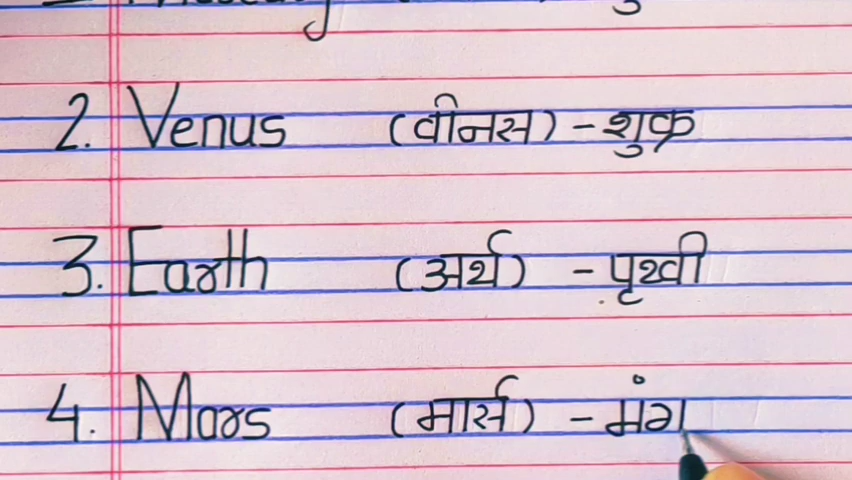 2. Venus (वीनस) - शुक्र
3. Earth (अर्थ) - पृथ्वी
4. Mars (मार्स) - मंग